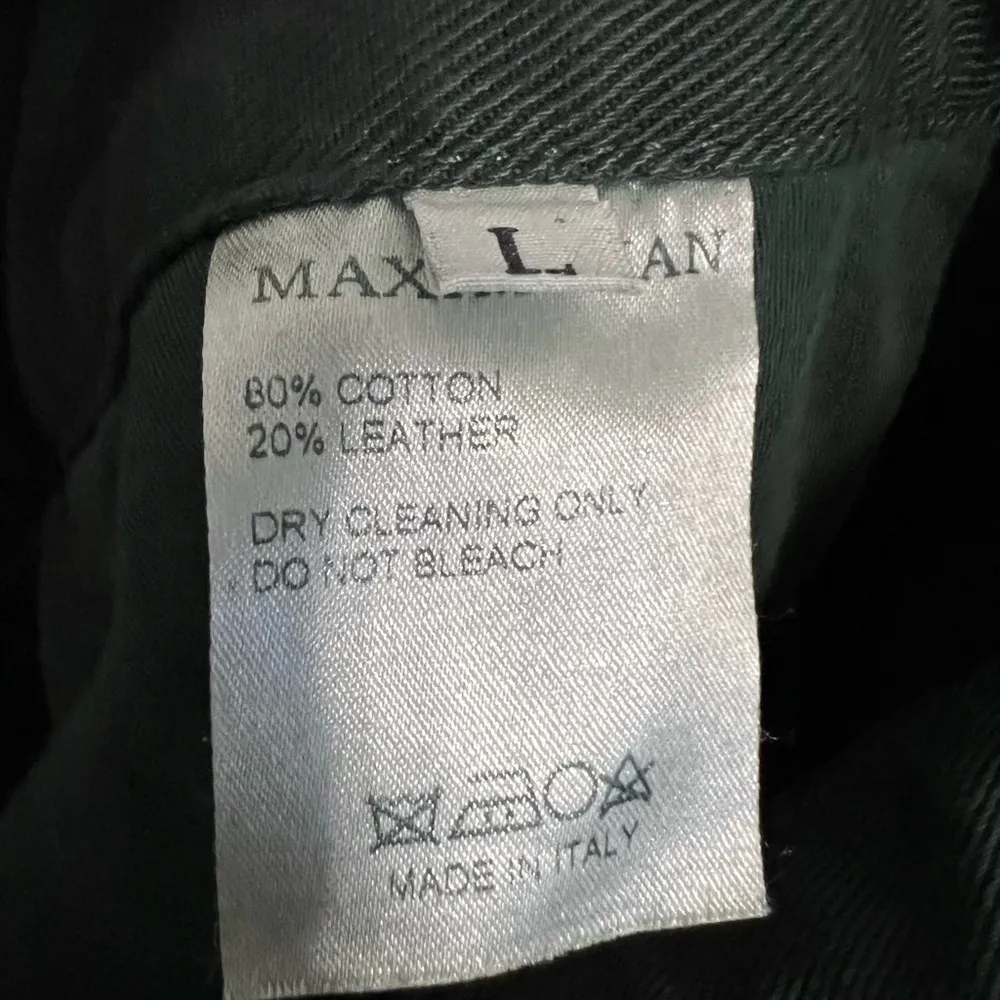 L
MAX AN
80% COTTON
20% LEATHER
DRY CLEANING ONLY
DO NOT BLEACH
MADE IN ITALY